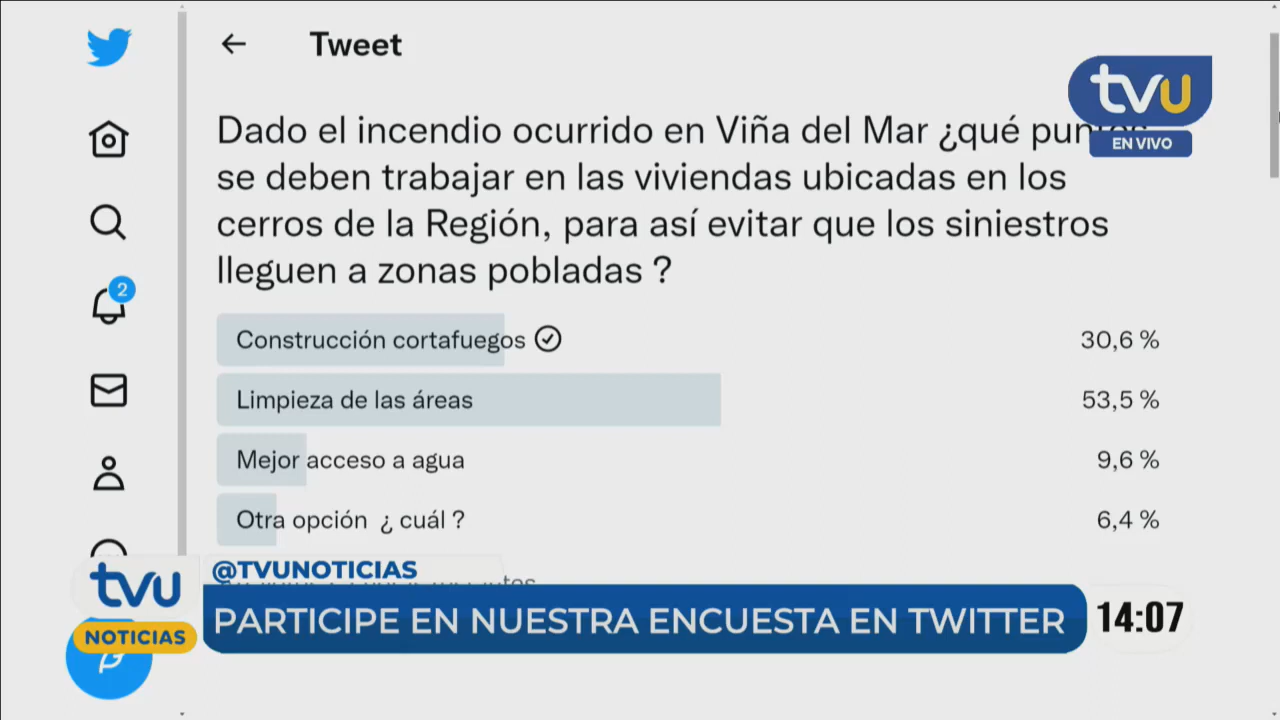 Tweet
tvu
EN VIVO
Dado el incendio ocurrido en Viña del Mar ¿qué puntos
se deben trabajar en las viviendas ubicadas en los
cerros de la Región, para así evitar que los siniestros
lleguen a zonas pobladas ?
2
Construcción cortafuegos 30,6 %
Limpieza de las áreas 53,5 %
Mejor acceso a agua 9,6 %
Otra opción ¿ cuál ? 6,4 %
@TVUNOTICIAS
tvu
NOTICIAS
PARTICIPE EN NUESTRA ENCUESTA EN TWITTER
14:07